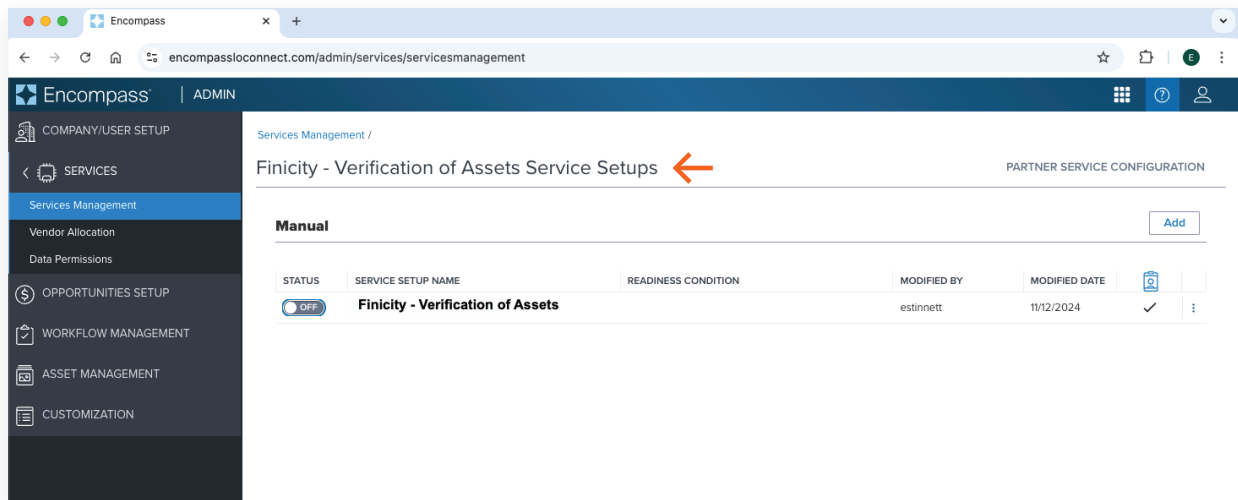 Encompass
encompassloconnect.com/admin/services/servicesmanagement
E
Encompass | ADMIN
COMPANY/USER SETUP
SERVICES
Services Management
Vendor Allocation
Data Permissions
OPPORTUNITIES SETUP
WORKFLOW MANAGEMENT
ASSET MANAGEMENT
CUSTOMIZATION
Services Management /
Finicity - Verification of Assets Service Setups
PARTNER SERVICE CONFIGURATION
Manual
Add
STATUS SERVICE SETUP NAME READINESS CONDITION MODIFIED BY MODIFIED DATE
OFF Finicity - Verification of Assets estinnett 11/12/2024